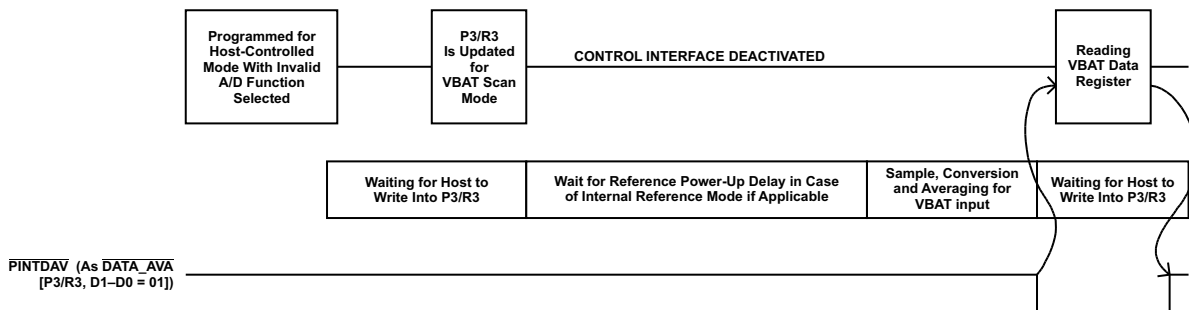 Programmed for
Host-Controlled
Mode With Invalid
A/D Function
Selected
P3/R3
Is Updated
for
VBAT Scan
Mode
CONTROL INTERFACE DEACTIVATED
Reading
VBAT Data
Register
Waiting for Host to
Write Into P3/R3
Wait for Reference Power-Up Delay in Case
of Internal Reference Mode if Applicable
Sample, Conversion
and Averaging for
VBAT input
Waiting for Host to
Write Into P3/R3
PINTDAV (As DATA_AVA
[P3/R3, D1–D0 = 01])